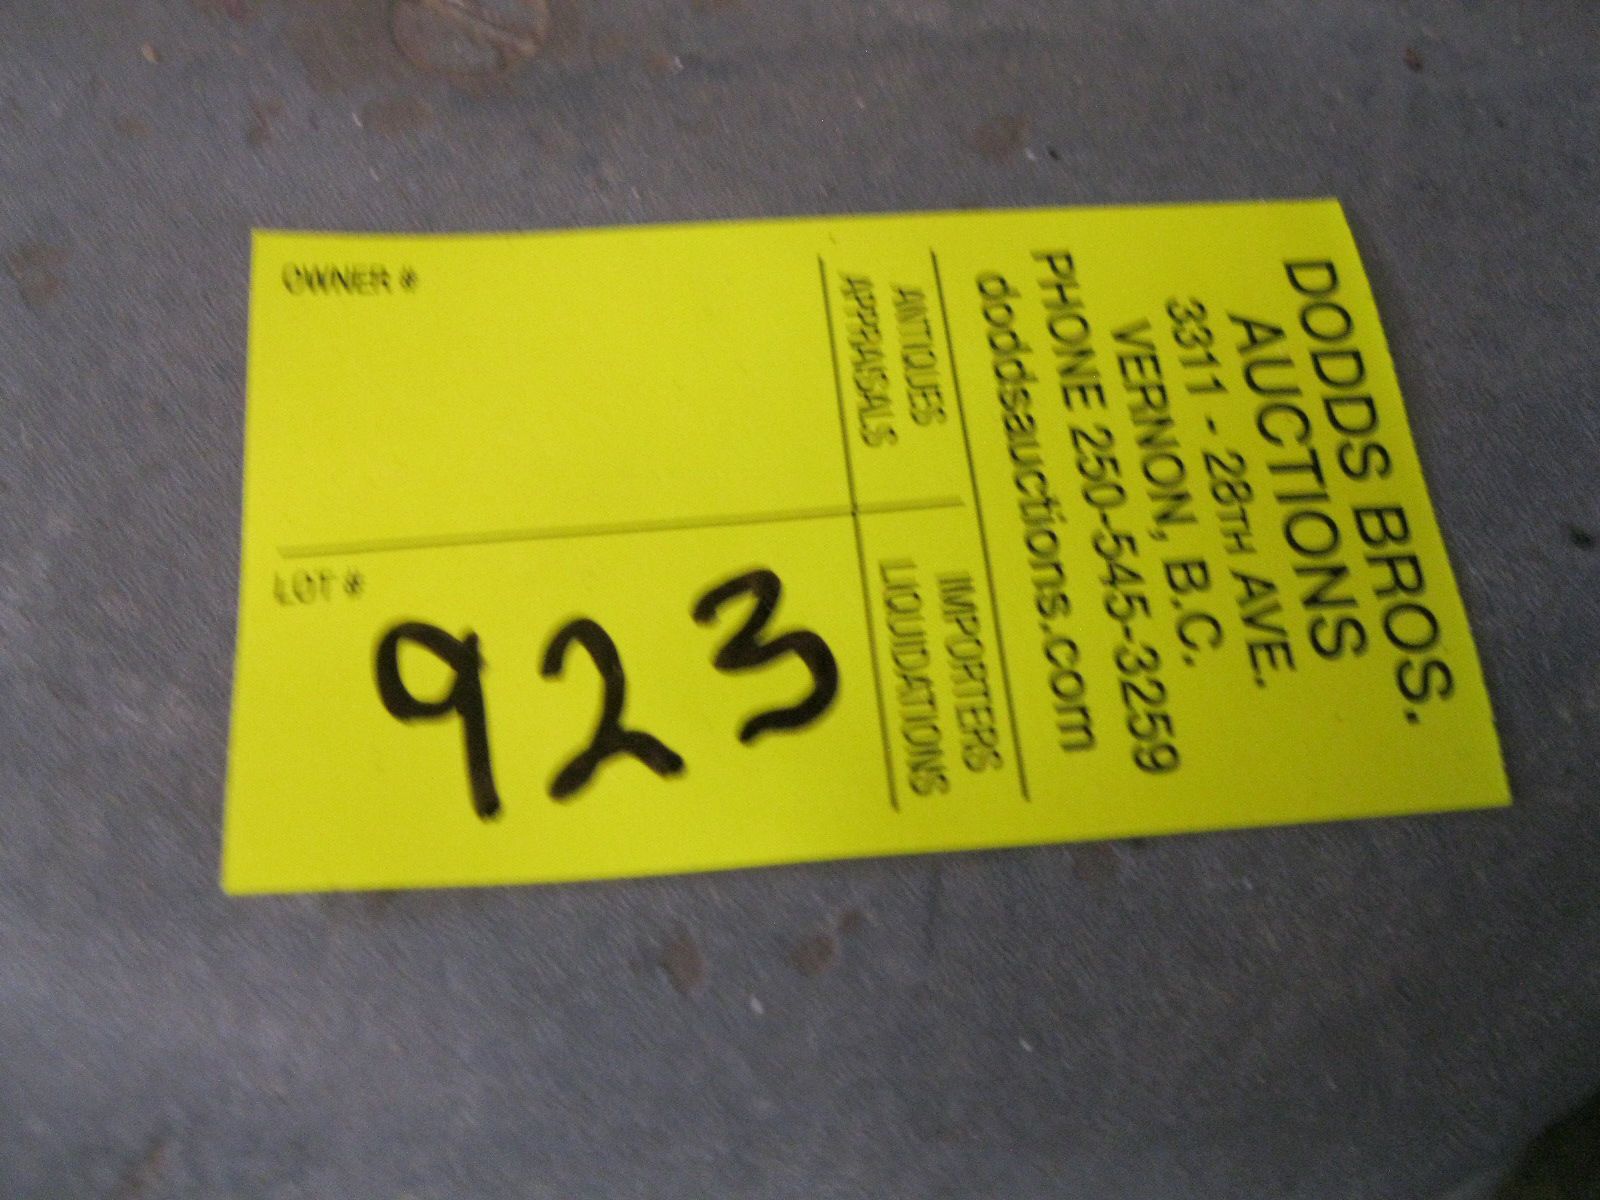 DODDS BROS.
AUCTIONS
3311 - 28TH AVE.
VERNON, B.C.
PHONE 250-545-3259
doddsauctions.com
ANTIQUES
APPRAISALS
IMPORTERS
LIQUIDATIONS
OWNER #
LOT #
923